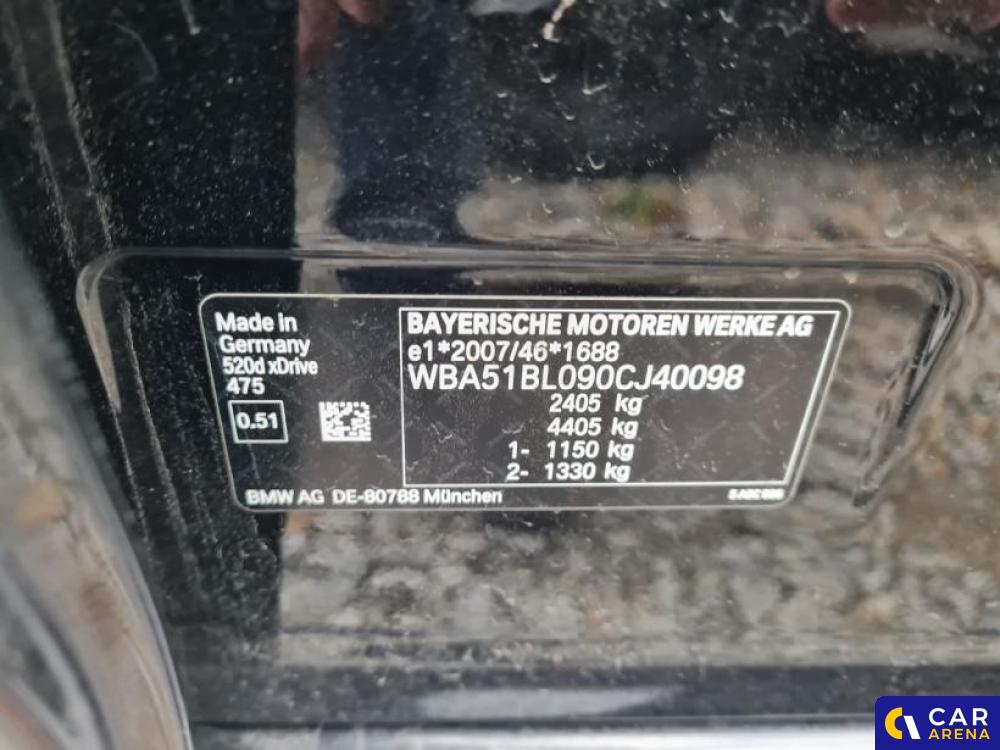 Made in
Germany
520d xDrive
475
0.51
BAYERISCHE MOTOREN WERKE AG
e1*2007/46*1688
WBA51BL090CJ40098
2405 kg
4405 kg
1- 1150 kg
2- 1330 kg
BMW AG DE-80788 München
CAR
ARENA